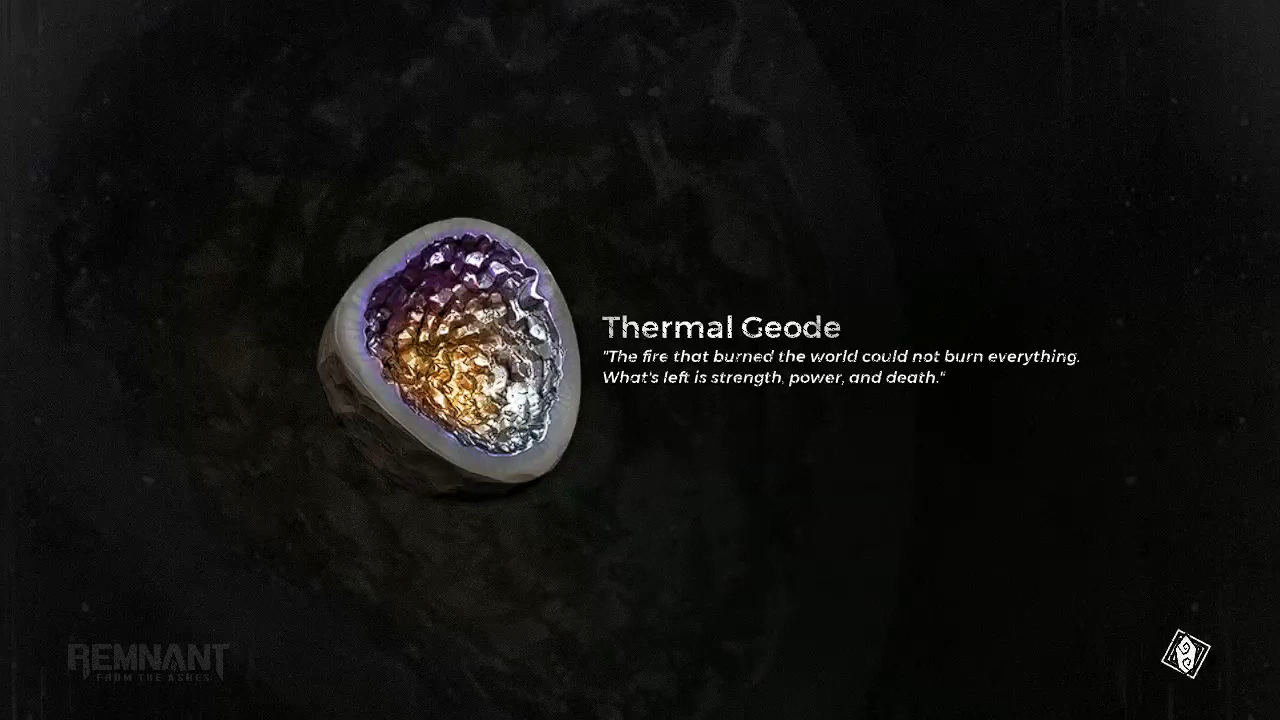 Thermal Geode
"The fire that burned the world could not burn everything.
What's left is strength, power, and death."
REMNANT
FROM THE ASHES